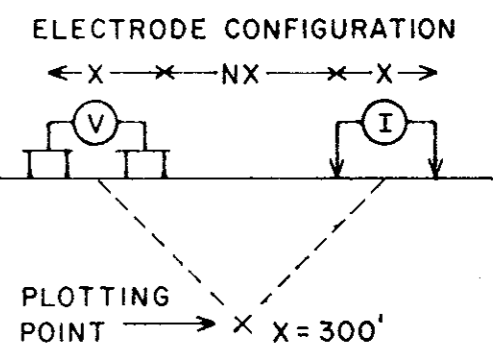 ELECTRODE CONFIGURATION
X NX X
V I
PLOTTING
POINT X X = 300'